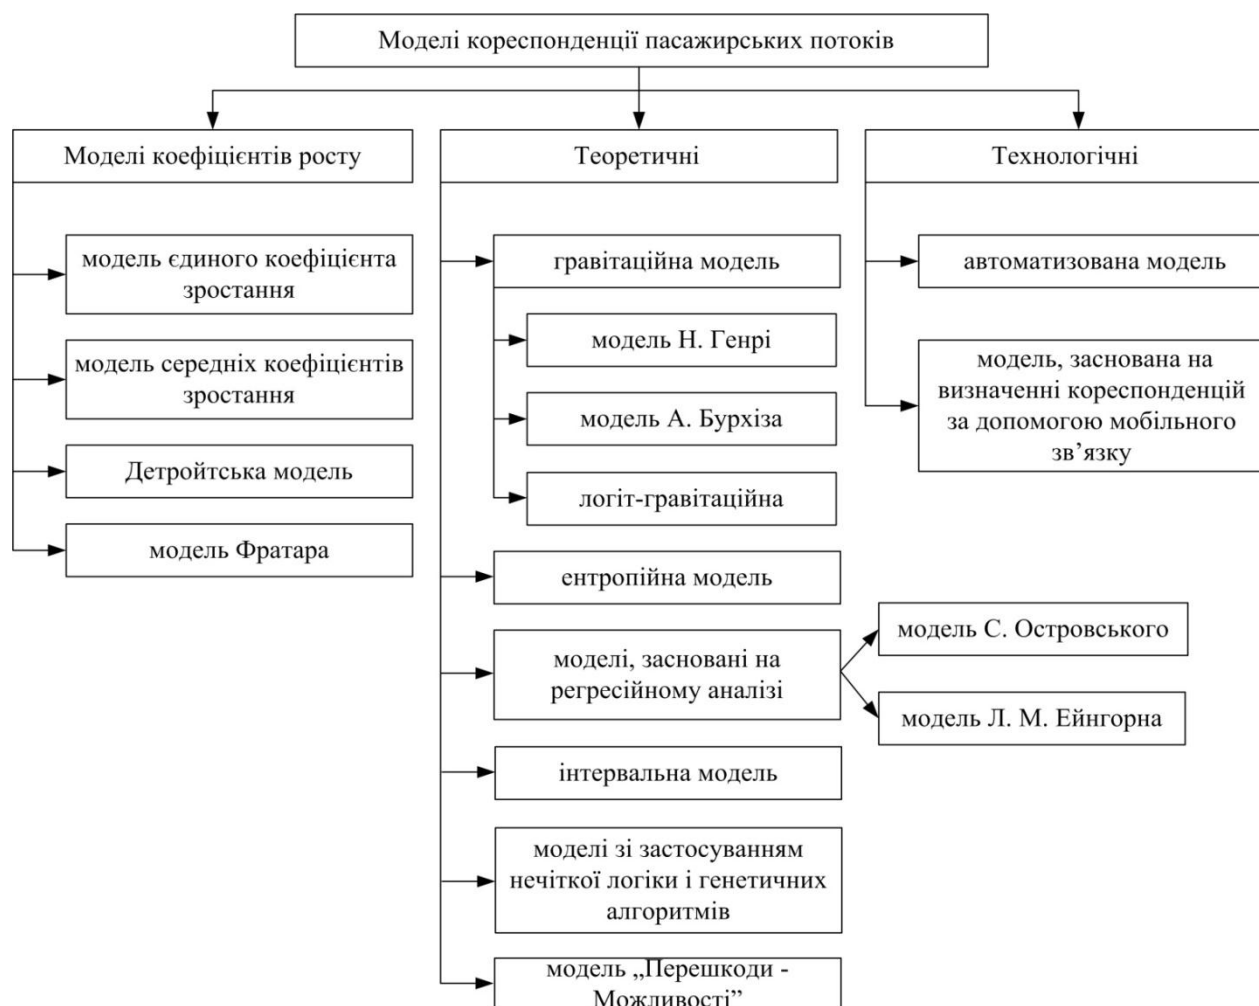 Моделі кореспонденції пасажирських потоків
Моделі коефіцієнтів росту
модель єдиного коефіцієнта
зростання
модель середніх коефіцієнтів
зростання
Детройтська модель
модель Фратара
Теоретичні
гравітаційна модель
модель Н. Генрі
модель А. Бурхіза
логіт-гравітаційна
ентропійна модель
моделі, засновані на
регресійному аналізі
модель С. Островського
модель Л. М. Ейнгорна
інтервальна модель
моделі зі застосуванням
нечіткої логіки і генетичних
алгоритмів
модель „Перешкоди -
Можливості”
Технологічні
автоматизована модель
модель, заснована на
визначенні кореспонденцій
за допомогою мобільного
зв’язку